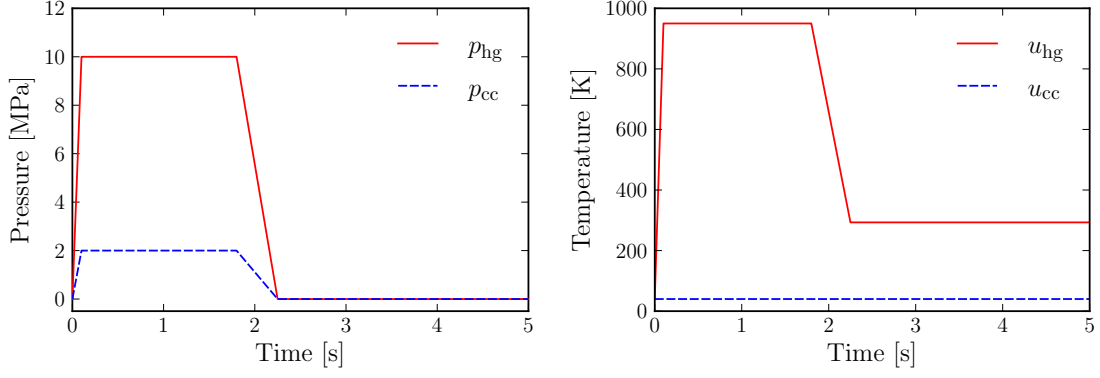 Pressure [MPa]
12
10
8
6
4
2
0
0 1 2 3 4 5
Time [s]
p_hg
p_cc
Temperature [K]
1000
800
600
400
200
0
0 1 2 3 4 5
Time [s]
u_hg
u_cc